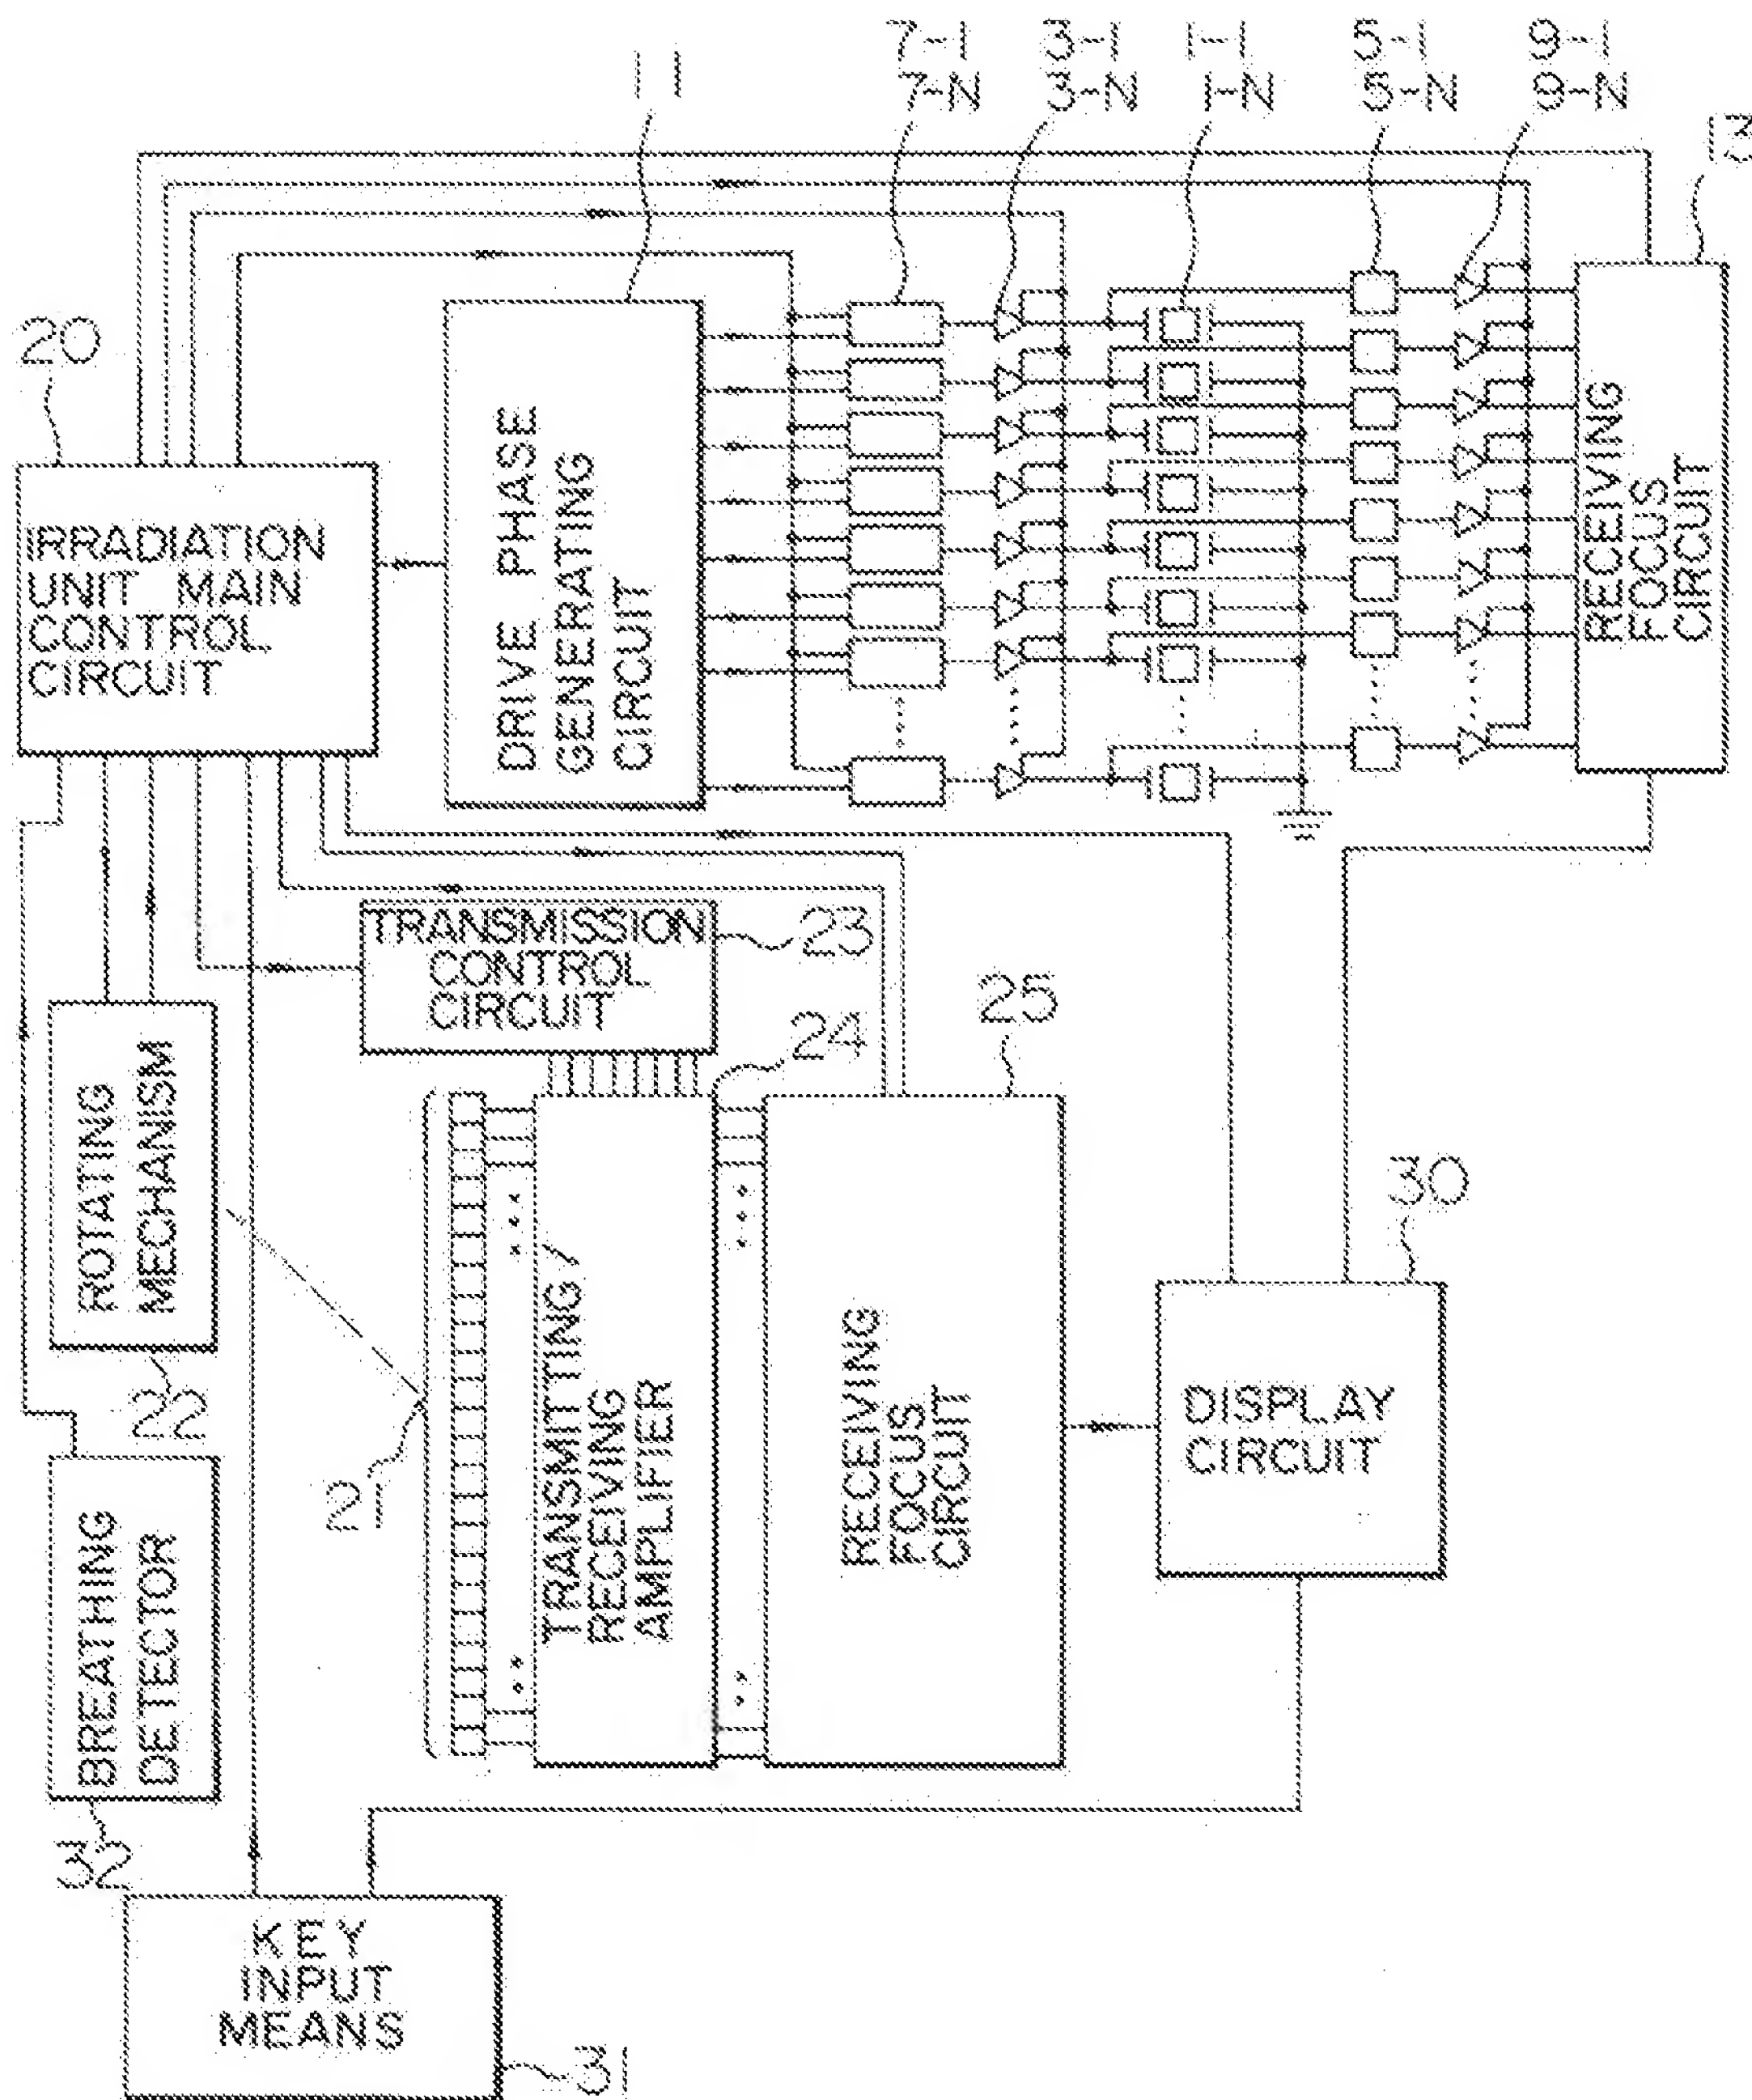 7-1 3-1 1-1 5-1 9-1
11 7-N 3-N 1-N 5-N 9-N
13
20
IRRADIATION
UNIT MAIN
CONTROL
CIRCUIT
DRIVE PHASE
GENERATING
CIRCUIT
RECEIVING
FOCUS
CIRCUIT
TRANSMISSION
CONTROL
CIRCUIT
23
24
25
ROTATING
MECHANISM
22
21
TRANSMITTING/
RECEIVING
AMPLIFIER
RECEIVING
FOCUS
CIRCUIT
30
DISPLAY
CIRCUIT
BREATHING
DETECTOR
32
KEY
INPUT
MEANS
31